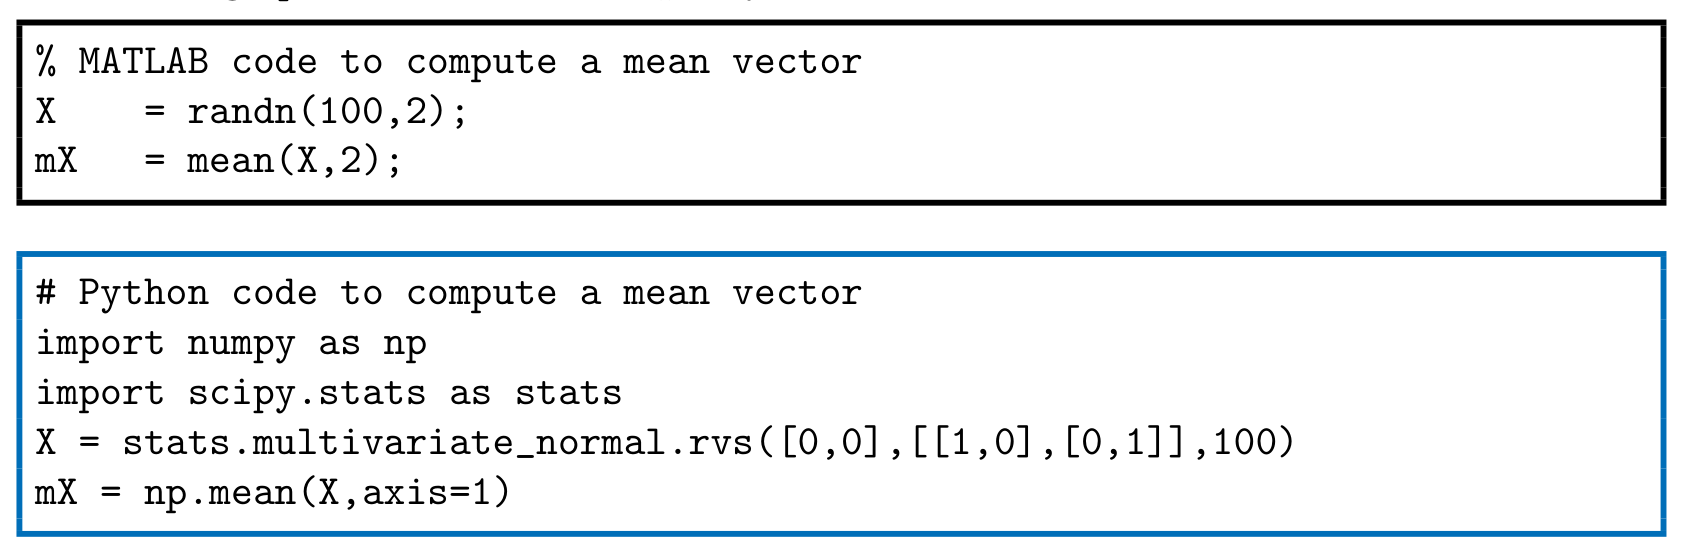 % MATLAB code to compute a mean vector
X    = randn(100,2);
mX   = mean(X,2);
# Python code to compute a mean vector
import numpy as np
import scipy.stats as stats
X = stats.multivariate_normal.rvs([0,0],[[1,0],[0,1]],100)
mX = np.mean(X,axis=1)